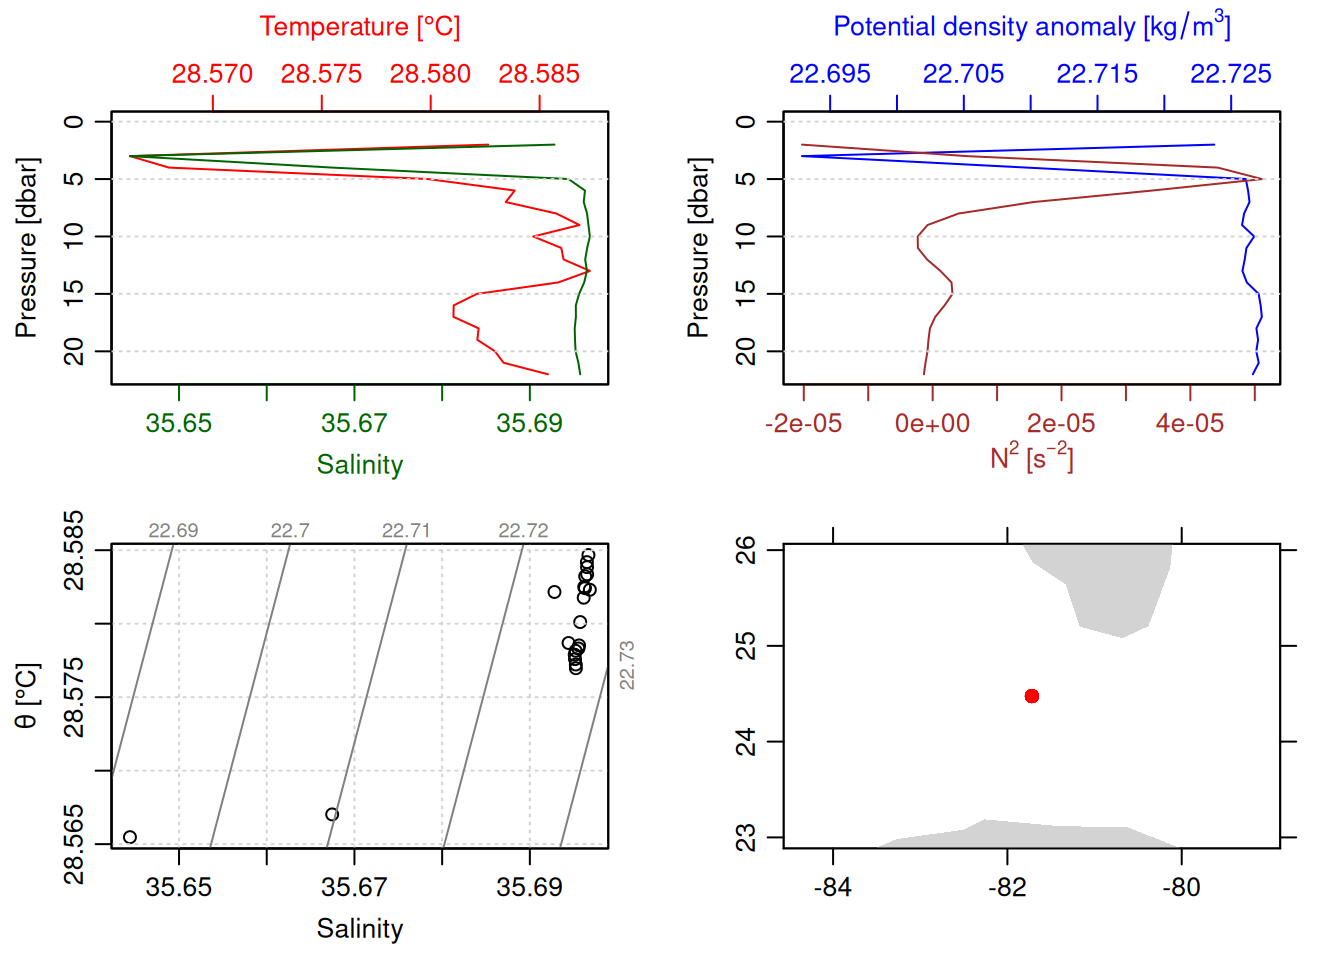 Temperature [°C]
28.570 28.575 28.580 28.585
0
5
10
15
20
Pressure [dbar]
35.65 35.67 35.69
Salinity
Potential density anomaly [kg/m³]
22.695 22.705 22.715 22.725
0
5
10
15
20
Pressure [dbar]
-2e-05 0e+00 2e-05 4e-05
N² [s⁻²]
22.69 22.7 22.71 22.72
22.73
28.585
28.575
28.565
θ [°C]
35.65 35.67 35.69
Salinity
26
25
24
23
-84 -82 -80